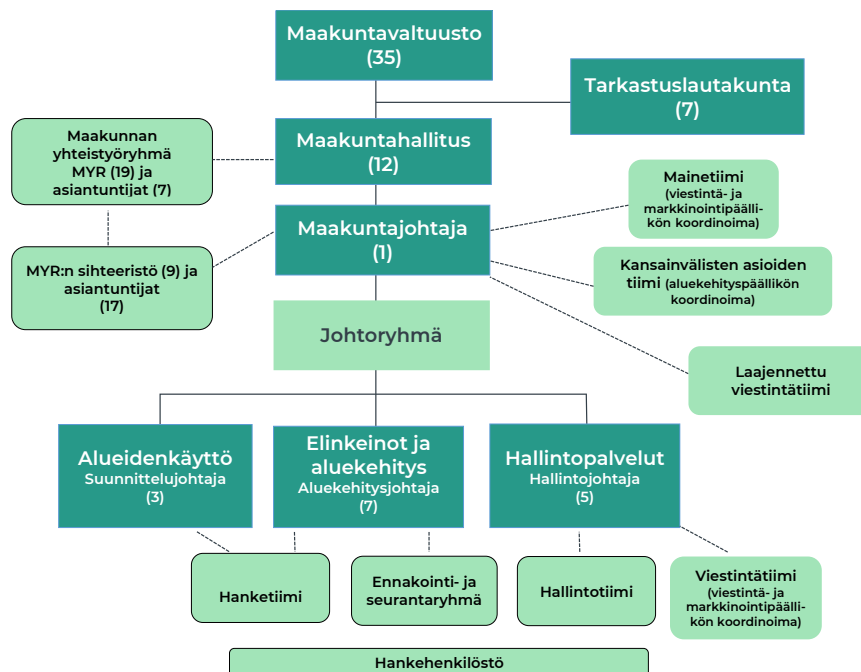 Maakuntavaltuusto
(35)
Tarkastuslautakunta
(7)
Maakunnan
yhteistyöryhmä
MYR (19) ja
asiantuntijat (7)
Maakuntahallitus
(12)
Mainetiimi
(viestintä- ja
markkinointipäälli-
kön koordinoima)
Maakuntajohtaja
(1)
MYR:n sihteeristö (9) ja
asiantuntijat
(17)
Kansainvälisten asioiden
tiimi (aluekehityspäällikön
koordinoima)
Johtoryhmä
Laajennettu
viestintätiimi
Alueidenkäyttö
Suunnittelujohtaja
(3)
Elinkeinot ja
aluekehitys
Aluekehitysjohtaja
(7)
Hallintopalvelut
Hallintojohtaja
(5)
Hanketiimi
Ennakointi- ja
seurantaryhmä
Hallintotiimi
Viestintätiimi
(viestintä- ja
markkinointipäälli-
kön koordinoima)
Hankehenkilöstö